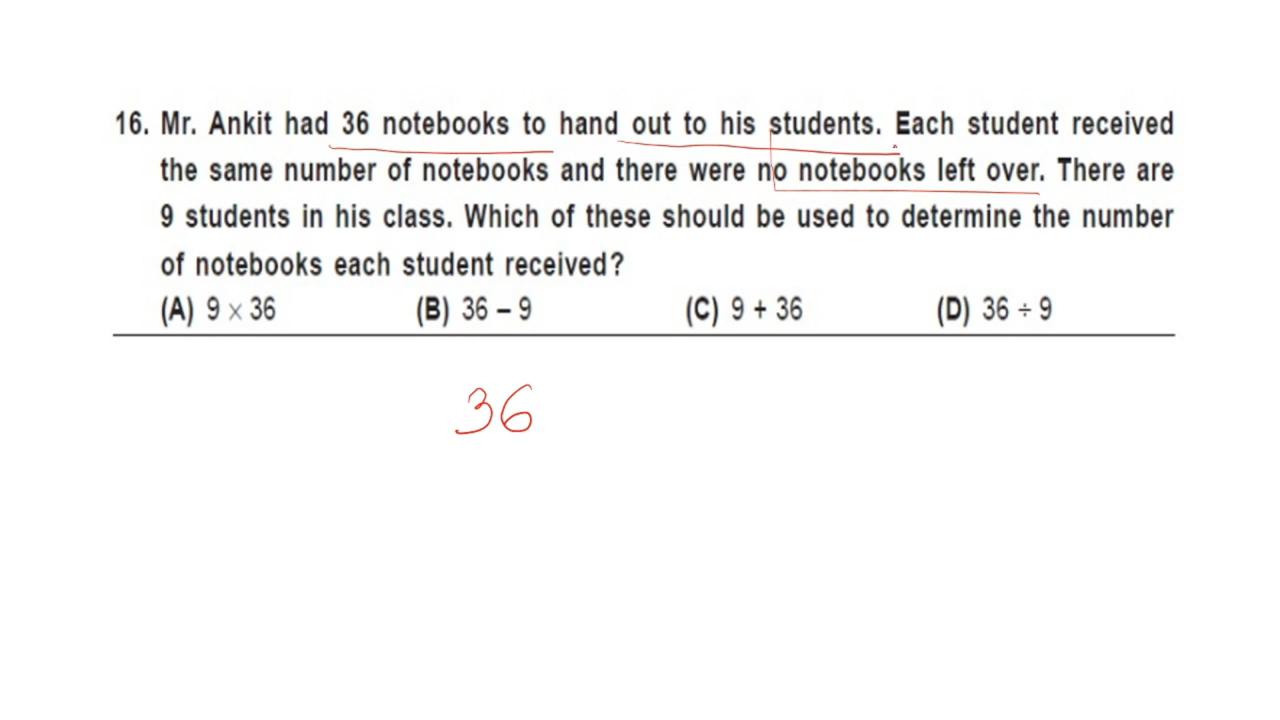 16. Mr. Ankit had 36 notebooks to hand out to his students. Each student received
the same number of notebooks and there were no notebooks left over. There are
9 students in his class. Which of these should be used to determine the number
of notebooks each student received?
(A) 9 × 36 (B) 36 – 9 (C) 9 + 36 (D) 36 ÷ 9
36